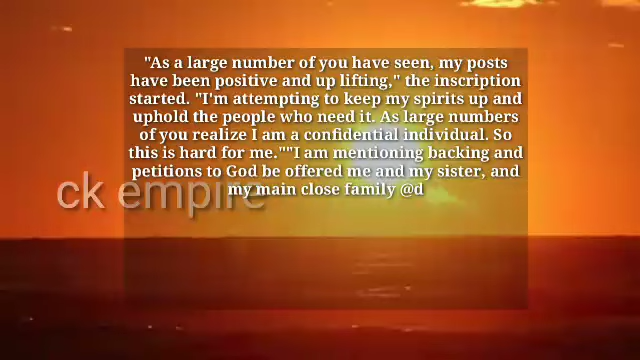 "As a large number of you have seen, my posts
have been positive and up lifting," the inscription
started. "I'm attempting to keep my spirits up and
uphold the people who need it. As large numbers
of you realize I am a confidential individual. So
this is hard for me.""I am mentioning backing and
petitions to God be offered me and my sister, and
my main close family @d
ck empire